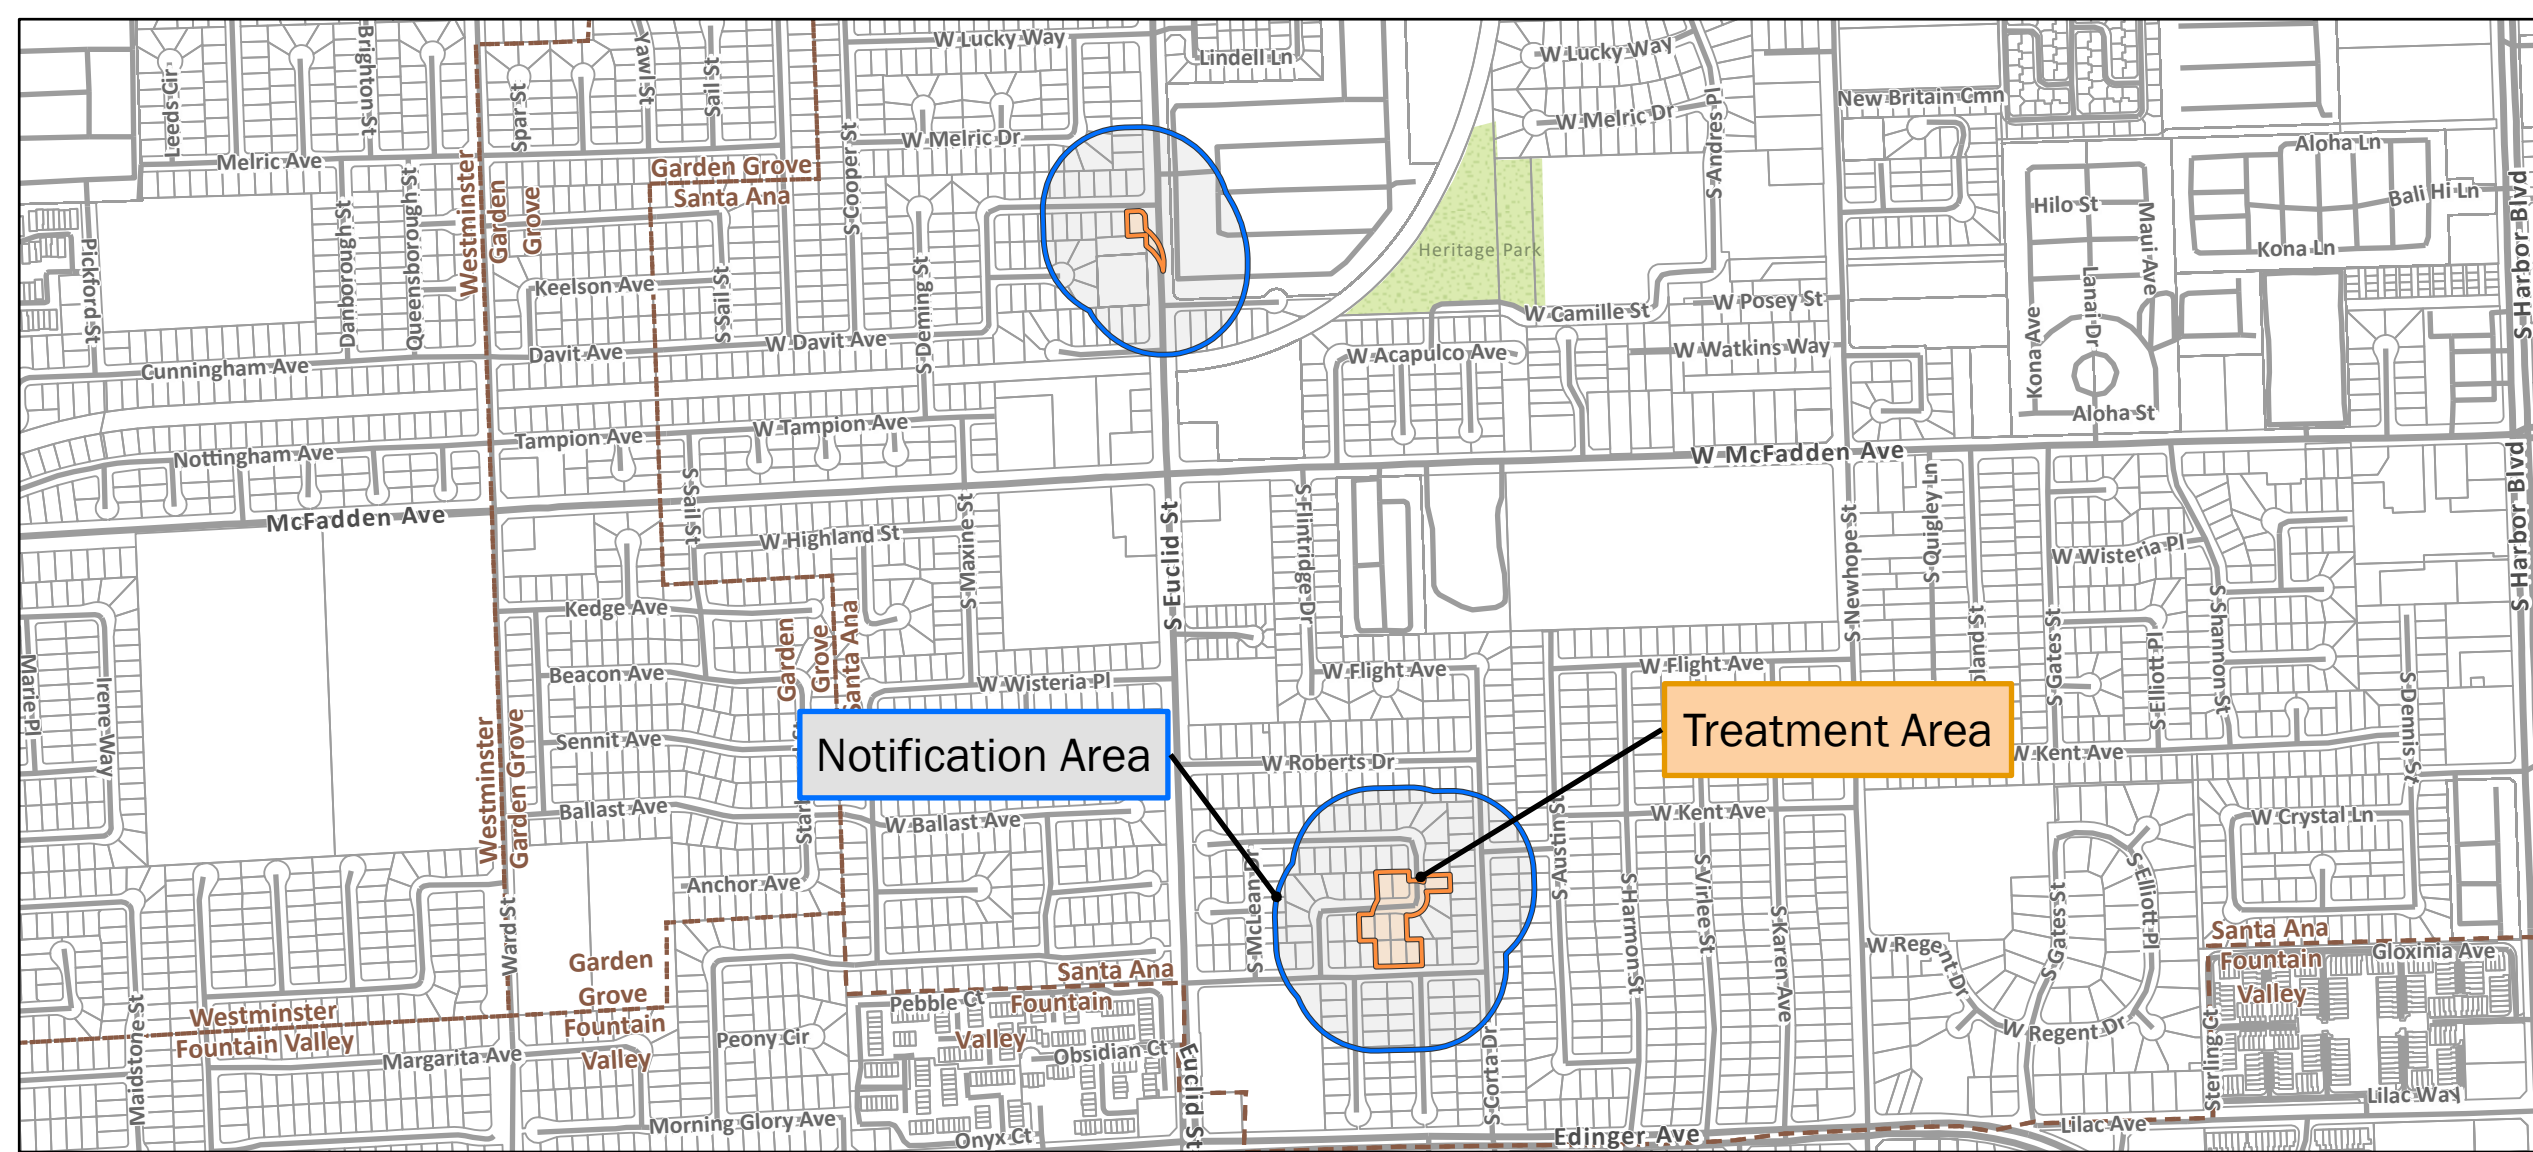 W Lucky Way
Lindell Ln
W Lucky Way
Leeds Cir
Brighton St
Yawl St
Sail St
Spar St
W Melric Dr
W Melric Dr
S Andres Pl
New Britain Cmn
Aloha Ln
Melric Ave
Westminster
Garden
Grove
Garden Grove
Santa Ana
S Cooper St
Hilo St
Maui Ave
Bali Hi Ln
S Harbor Blvd
Pickford St
Danborough St
Queensborough St
Keelson Ave
S Sail St
S Deming St
Heritage Park
Kona Ln
Lanai Dr
Kona Ave
W Camille St
W Posey St
W Davit Ave
Davit Ave
Cunningham Ave
W Acapulco Ave
W Watkins Way
Aloha St
Tampion Ave
W Tampion Ave
Nottingham Ave
W McFadden Ave
McFadden Ave
S Sail St
W Highland St
S Maxine St
S Euclid St
S Flintridge Dr
S Newhope St
S Quigley Ln
W Wisteria Pl
S Harbor Blvd
Kedge Ave
Garden
Grove
Santa Ana
Beacon Ave
W Wisteria Pl
W Flight Ave
W Flight Ave
S Gates St
S Elliott Pl
S Shannon St
S Dennis St
Marie Pl
Irene Way
Westminster
Garden Grove
Sennit Ave
Notification Area
Treatment Area
W Roberts Dr
W Kent Ave
Ballast Ave
W Ballast Ave
W Kent Ave
W Crystal Ln
Anchor Ave
S McLean Dr
S Austin St
S Harmon St
S Virlee St
S Karen Ave
S Gates St
S Elliott Pl
Ward St
W Regent Dr
Santa Ana
Fountain
Valley
Gloxinia Ave
Garden
Grove
Fountain
Valley
Santa Ana
Fountain
Valley
Pebble Ct
Westminster
Fountain Valley
Maidstone St
Margarita Ave
Peony Cir
Obsidian Ct
Euclid St
S Corta Dr
W Regent Dr
Sterling Ct
Lilac Way
Morning Glory Ave
Onyx Ct
Edinger Ave
Lilac Ave